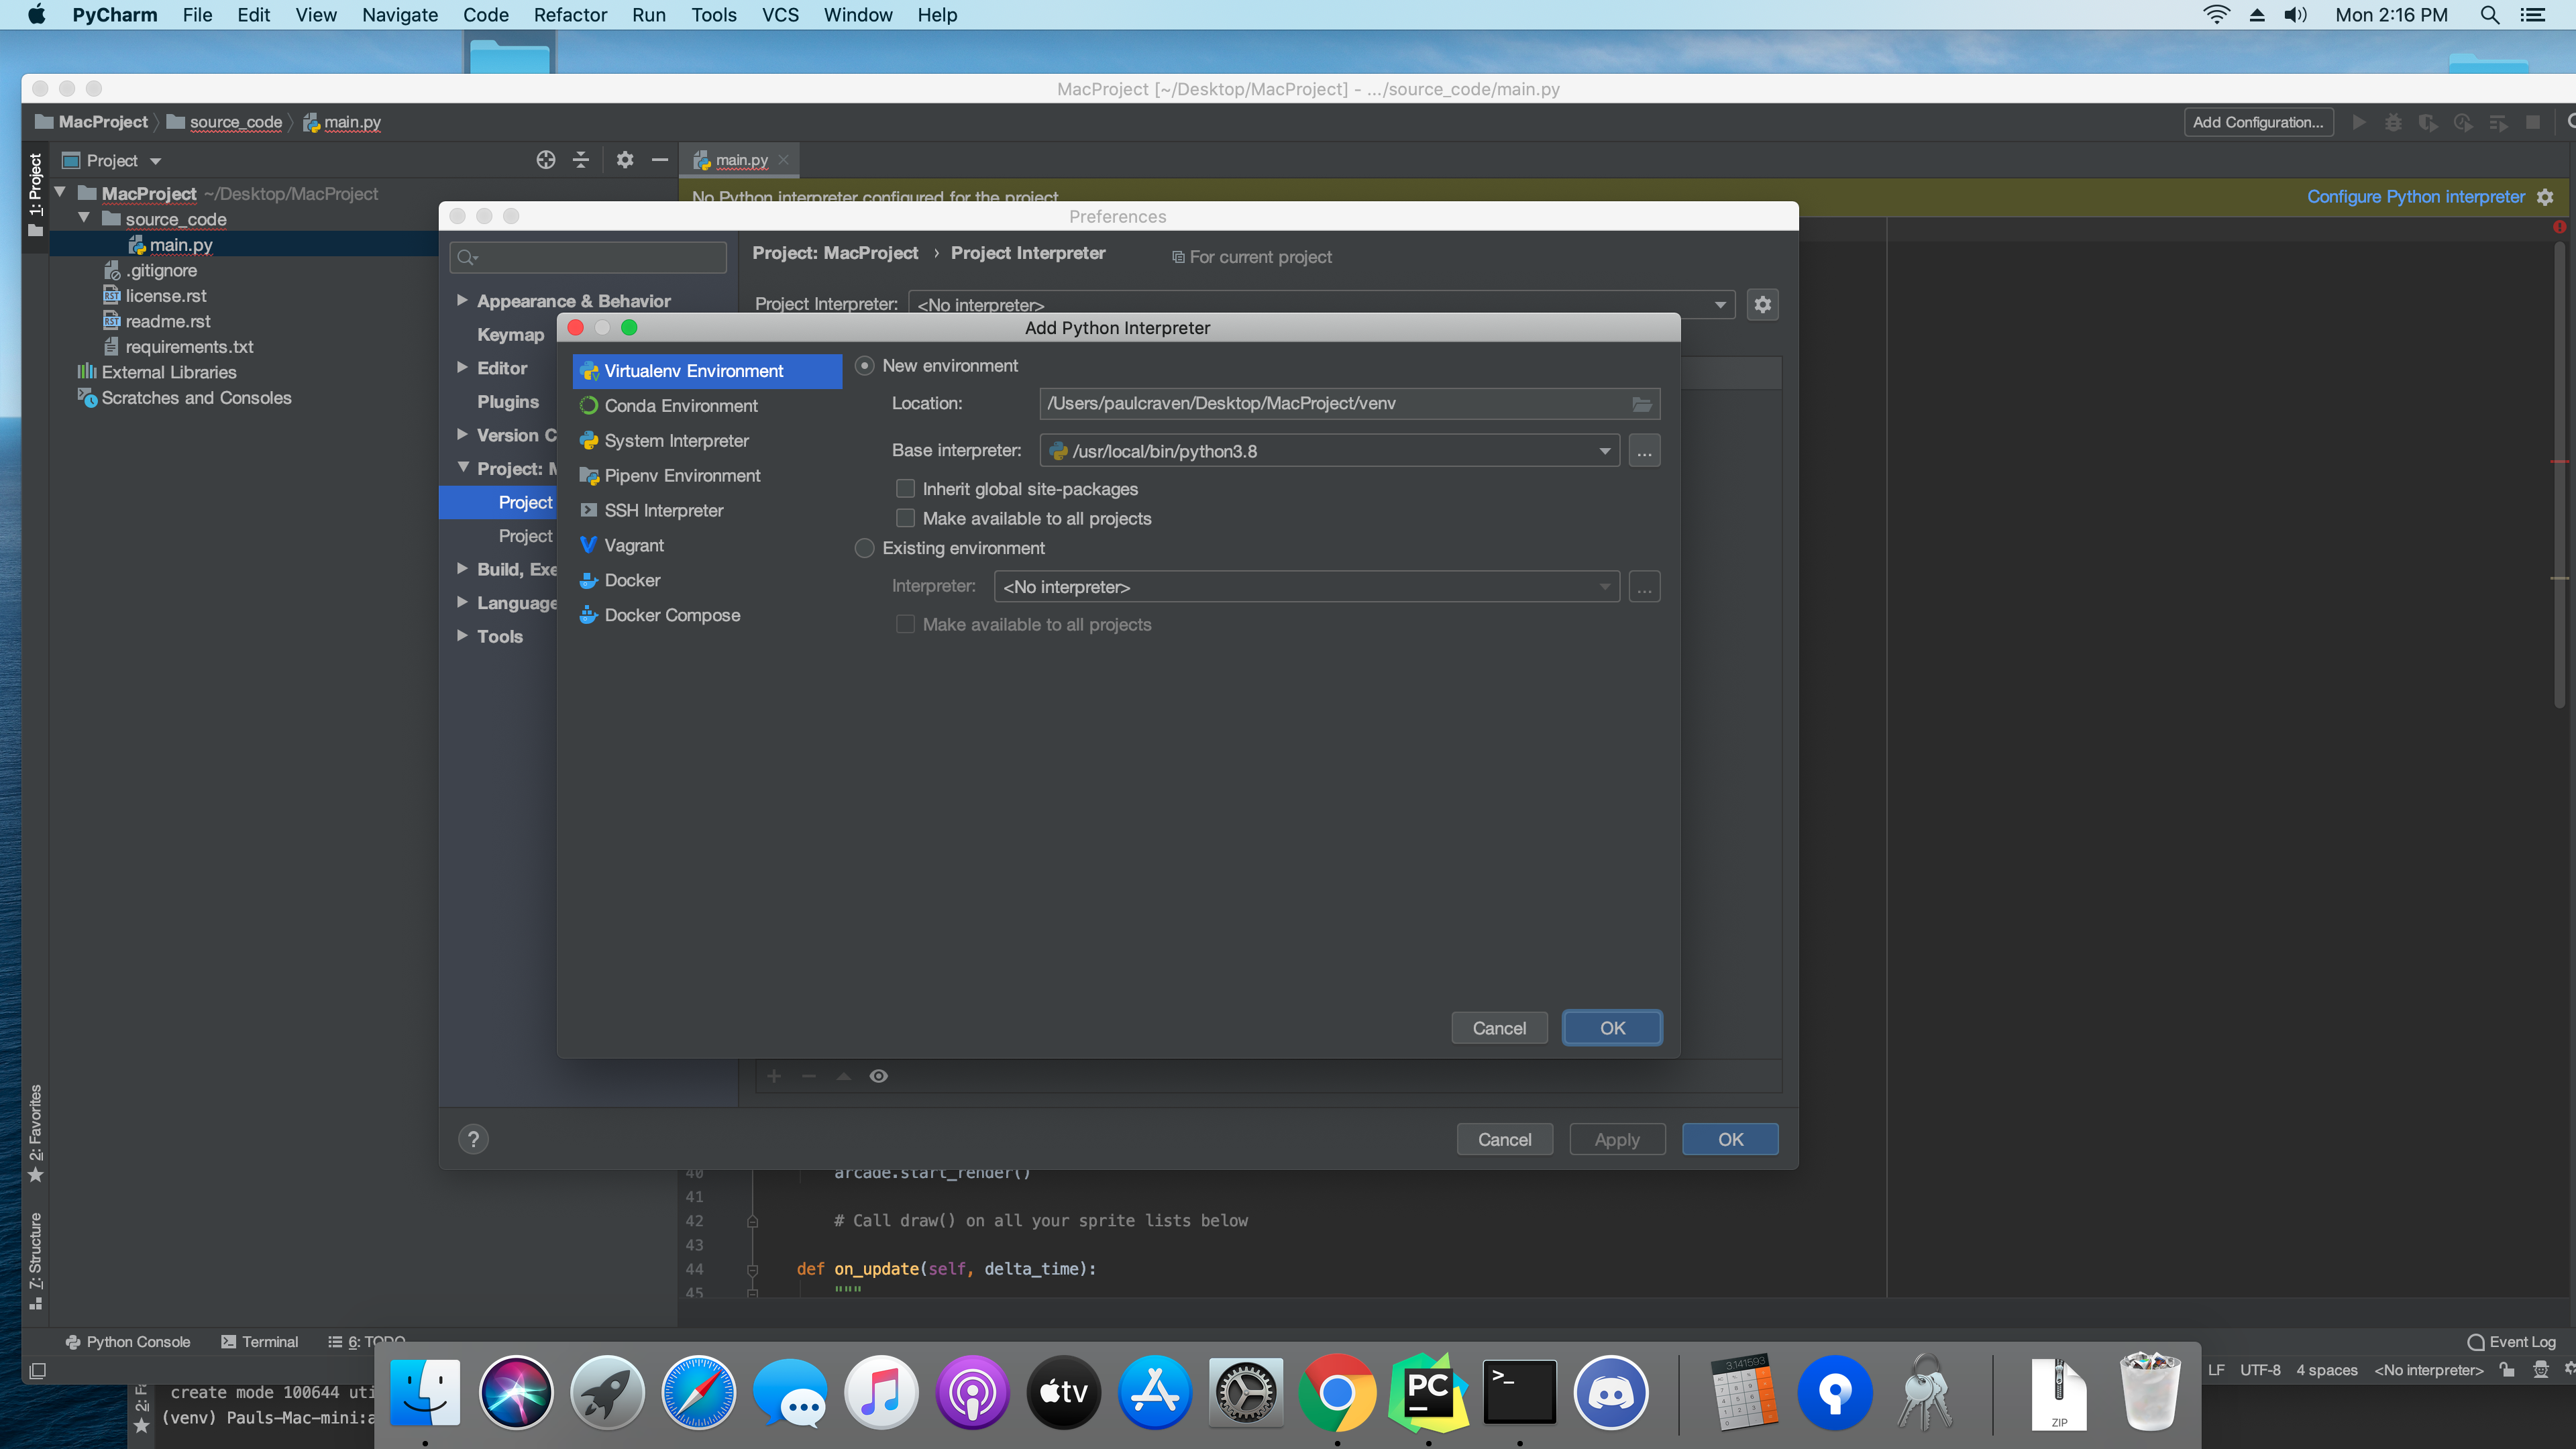 PyCharm File Edit View Navigate Code Refactor Run Tools VCS Window Help Mon 2:16 PM
MacProject [~/Desktop/MacProject] - .../source_code/main.py
MacProject source_code main.py Add Configuration...
1: Project
Project main.py
MacProject ~/Desktop/MacProject
source_code
main.py
.gitignore
license.rst
readme.rst
requirements.txt
External Libraries
Scratches and Consoles
No Python interpreter configured for the project Configure Python interpreter
Preferences
Project: MacProject › Project Interpreter For current project
Project Interpreter: <No interpreter>
Appearance & Behavior
Keymap
Editor
Plugins
Version C
Project: M
Project
Project
Build, Exe
Language
Tools
Add Python Interpreter
Virtualenv Environment
Conda Environment
System Interpreter
Pipenv Environment
SSH Interpreter
Vagrant
Docker
Docker Compose
New environment
Location: /Users/paulcraven/Desktop/MacProject/venv
Base interpreter: /usr/local/bin/python3.8 ...
Inherit global site-packages
Make available to all projects
Existing environment
Interpreter: <No interpreter> ...
Make available to all projects
Cancel OK
? Cancel Apply OK
2: Favorites
7: Structure
40 arcade.start_render()
41
42 # Call draw() on all your sprite lists below
43
44 def on_update(self, delta_time):
45 """
Python Console Terminal 6: TODO Event Log
LF UTF-8 4 spaces <No interpreter>
create mode 100644 uti
(venv) Pauls-Mac-mini:a
2: F
tv
PC
>_
3.141593
ZIP